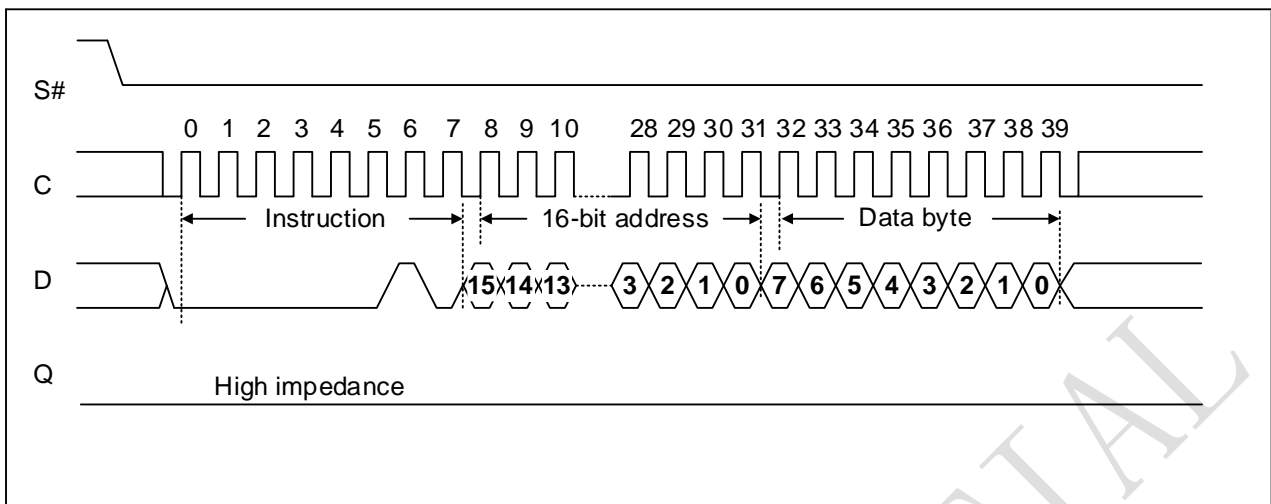 S#
0 1 2 3 4 5 6 7 8 9 10 28 29 30 31 32 33 34 35 36 37 38 39
C
Instruction 16-bit address Data byte
D
15 14 13 3 2 1 0 7 6 5 4 3 2 1 0
Q
High impedance